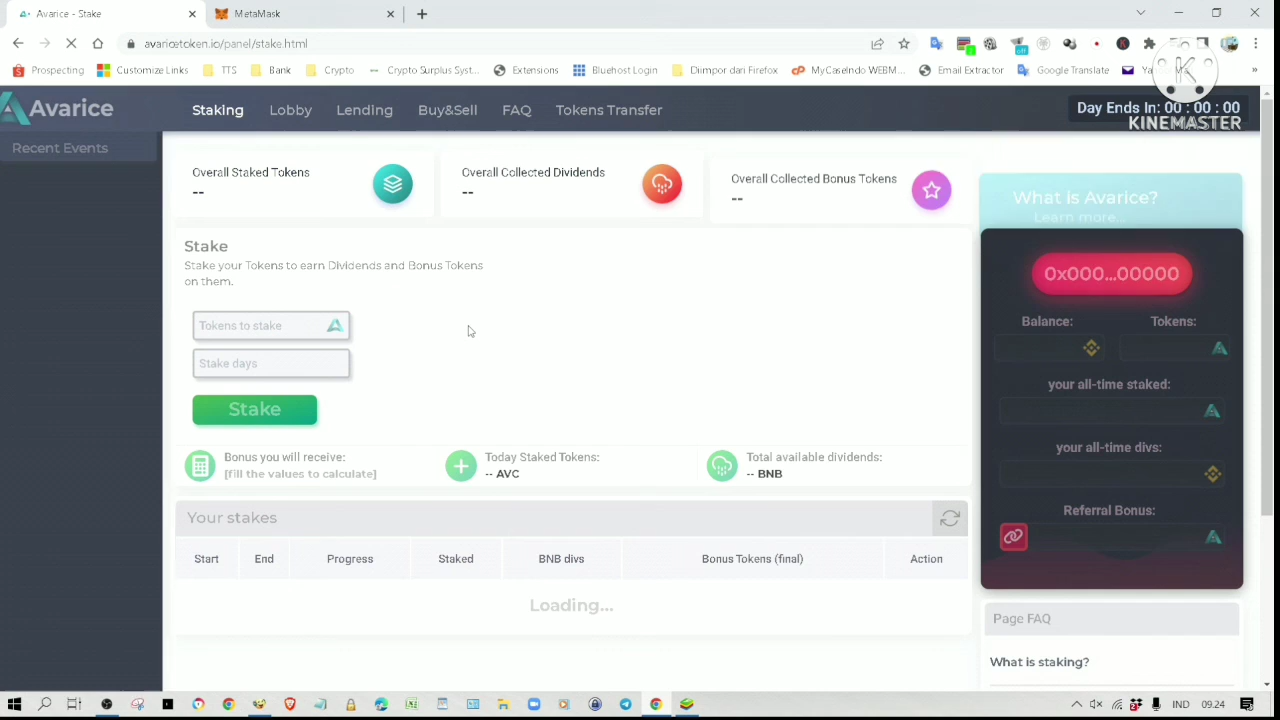 Avarice - Stake
MetaMask
avaricetoken.io/panel/stake.html
Prospecting
Customize Links
TTS
Bank
Crypto
Crypto Surplus Syst...
Extensions
Bluehost Login
Diimpor dari Firefox
MyCaseIndo WEBM...
Email Extractor
Google Translate
K
KINEMASTER
Avarice
Staking
Lobby
Lending
Buy&Sell
FAQ
Tokens Transfer
Day Ends In: 00 : 00 : 00
Recent Events
Overall Staked Tokens
--
Overall Collected Dividends
--
Overall Collected Bonus Tokens
--
What is Avarice?
Learn more...
Stake
Stake your Tokens to earn Dividends and Bonus Tokens
on them.
Tokens to stake
Stake days
Stake
0x000...00000
Balance:
Tokens:
your all-time staked:
your all-time divs:
Referral Bonus:
Bonus you will receive:
[fill the values to calculate]
Today Staked Tokens:
-- AVC
Total available dividends:
-- BNB
Your stakes
Start
End
Progress
Staked
BNB divs
Bonus Tokens (final)
Action
Loading...
Page FAQ
What is staking?
IND
09.24